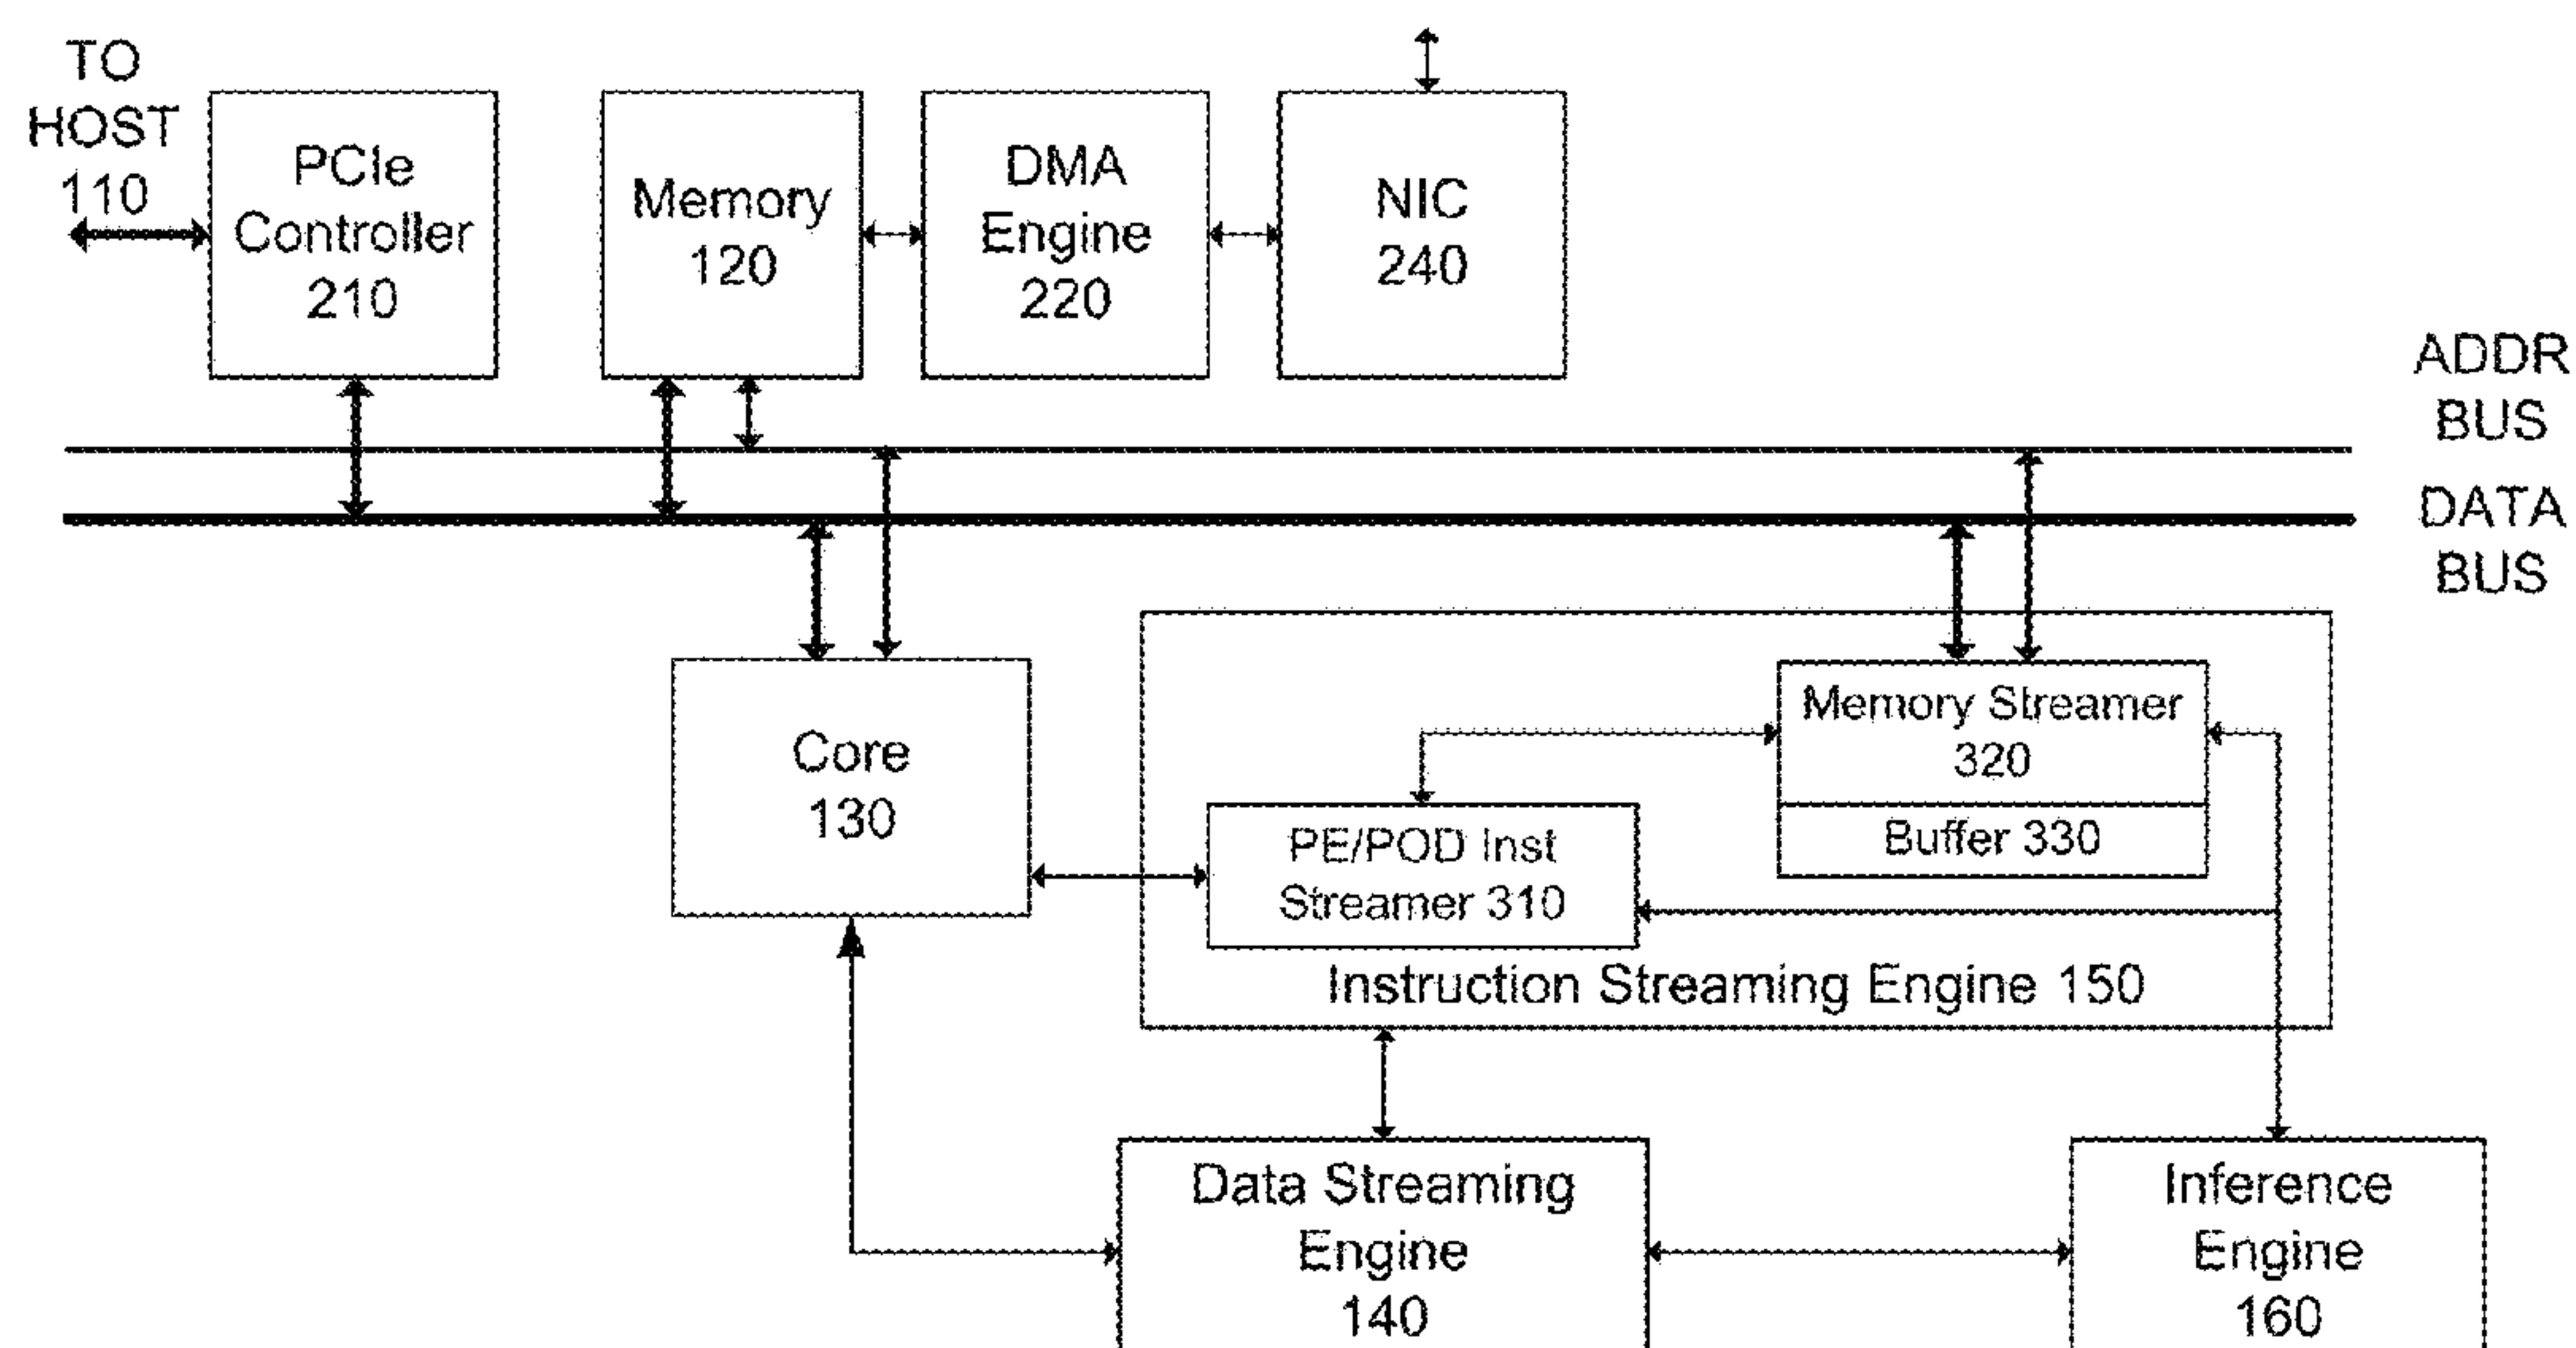 TO
HOST
110
PCIe
Controller
210
Memory
120
DMA
Engine
220
NIC
240
ADDR
BUS
DATA
BUS
Core
130
Memory Streamer
320
Buffer 330
PE/POD Inst
Streamer 310
Instruction Streaming Engine 150
Data Streaming
Engine
140
Inference
Engine
160